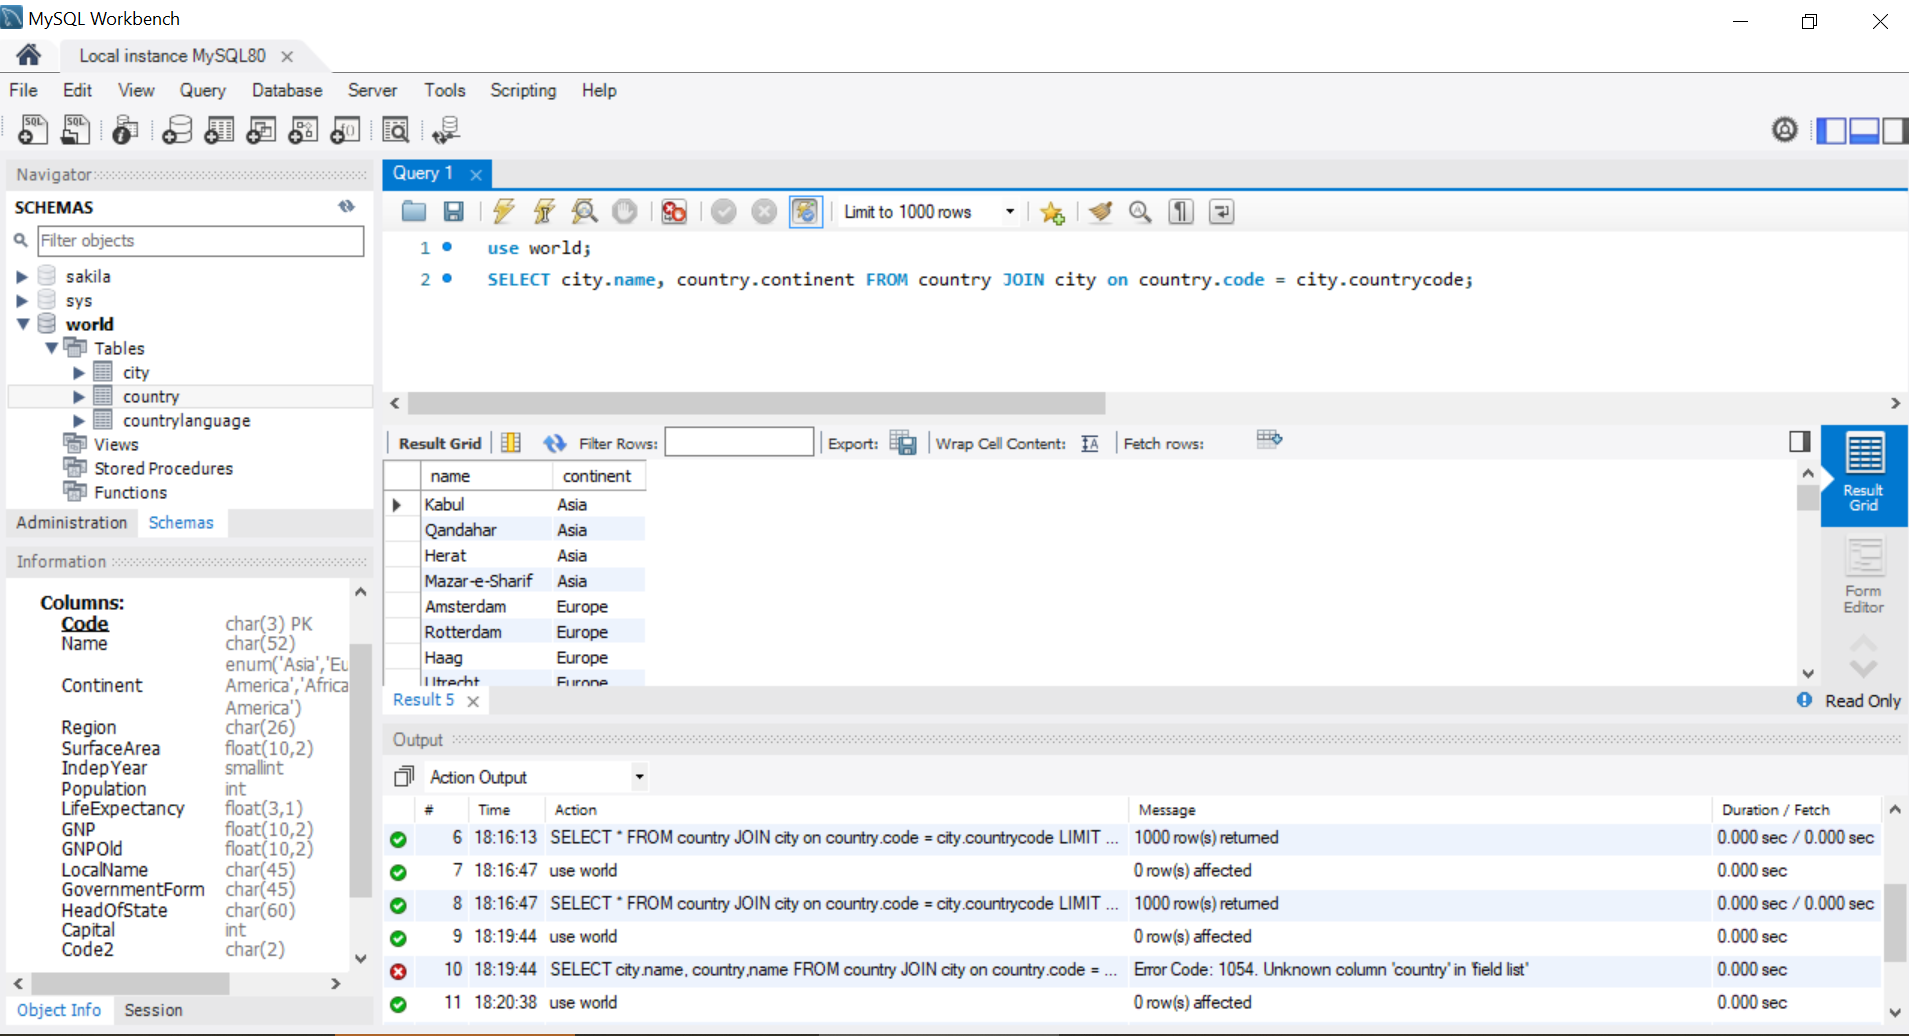 MySQL Workbench
Local instance MySQL80
File Edit View Query Database Server Tools Scripting Help
Navigator
SCHEMAS
Filter objects
sakila
sys
world
Tables
city
country
countrylanguage
Views
Stored Procedures
Functions
Administration Schemas
Information
Columns:
Code char(3) PK
Name char(52)
enum('Asia','Eu
Continent America','Africa
America')
Region char(26)
SurfaceArea float(10,2)
IndepYear smallint
Population int
LifeExpectancy float(3,1)
GNP float(10,2)
GNPOld float(10,2)
LocalName char(45)
GovernmentForm char(45)
HeadOfState char(60)
Capital int
Code2 char(2)
Object Info Session
Query 1
Limit to 1000 rows
1 use world;
2 SELECT city.name, country.continent FROM country JOIN city on country.code = city.countrycode;
Result Grid Filter Rows: Export: Wrap Cell Content: Fetch rows:
name continent
Kabul Asia
Qandahar Asia
Herat Asia
Mazar-e-Sharif Asia
Amsterdam Europe
Rotterdam Europe
Haag Europe
Utrecht Europe
Result Grid
Form Editor
Result 5
Read Only
Output
Action Output
# Time Action Message Duration / Fetch
6 18:16:13 SELECT * FROM country JOIN city on country.code = city.countrycode LIMIT ... 1000 row(s) returned 0.000 sec / 0.000 sec
7 18:16:47 use world 0 row(s) affected 0.000 sec
8 18:16:47 SELECT * FROM country JOIN city on country.code = city.countrycode LIMIT ... 1000 row(s) returned 0.000 sec / 0.000 sec
9 18:19:44 use world 0 row(s) affected 0.000 sec
10 18:19:44 SELECT city.name, country,name FROM country JOIN city on country.code = ... Error Code: 1054. Unknown column 'country' in 'field list' 0.000 sec
11 18:20:38 use world 0 row(s) affected 0.000 sec